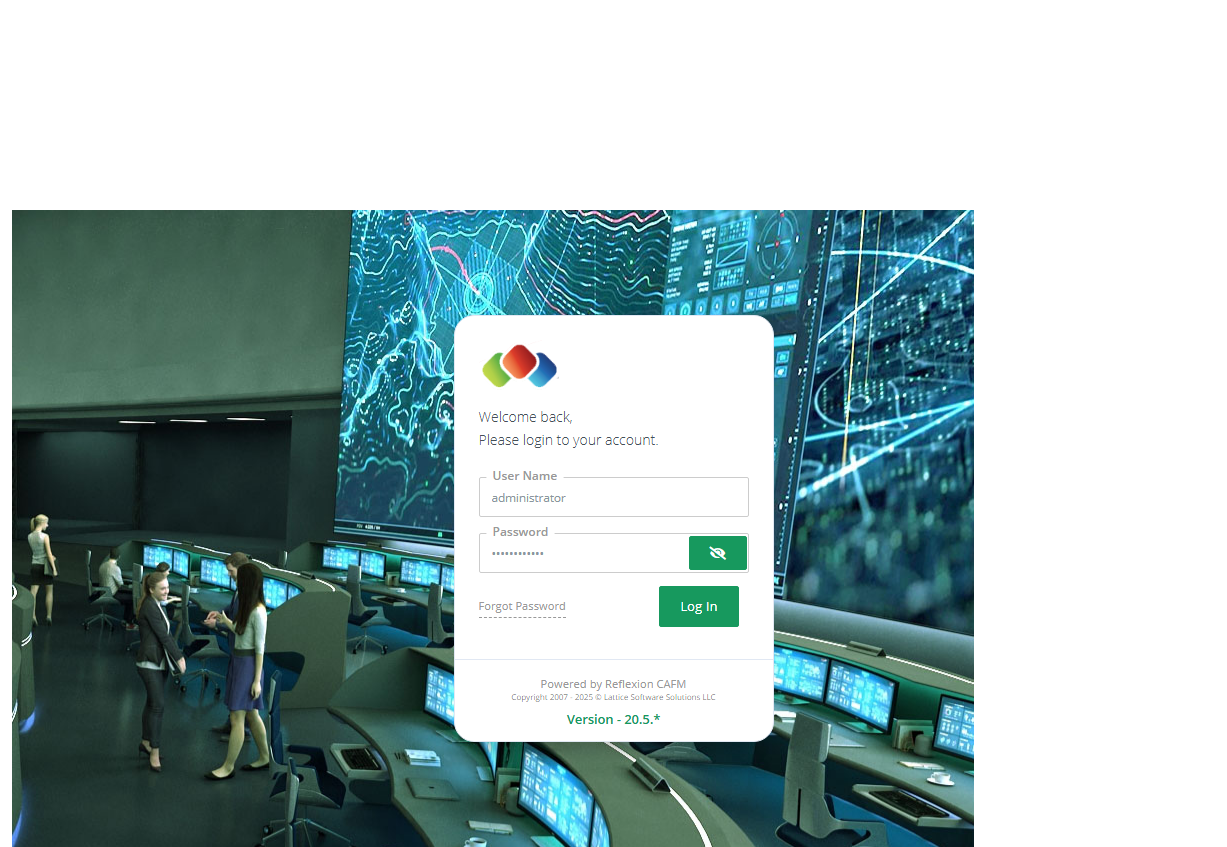 Welcome back,
Please login to your account.
User Name
administrator
Password
••••••••••••
Forgot Password
Log In
Powered by Reflexion CAFM
Copyright 2007 - 2025 © Lattice Software Solutions LLC
Version - 20.5.*